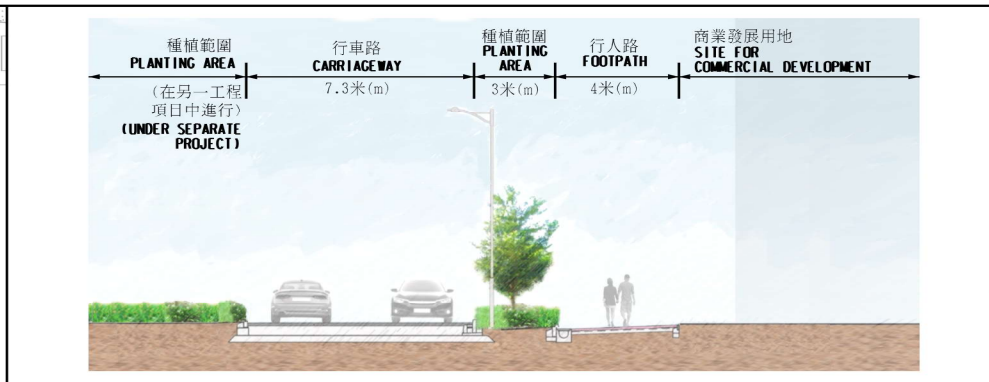 種植範圍
PLANTING AREA
(在另一工程
項目中進行)
(UNDER SEPARATE
PROJECT)
行車路
CARRIAGEWAY
7.3米(m)
種植範圍
PLANTING
AREA
3米(m)
行人路
FOOTPATH
4米(m)
商業發展用地
SITE FOR
COMMERCIAL DEVELOPMENT